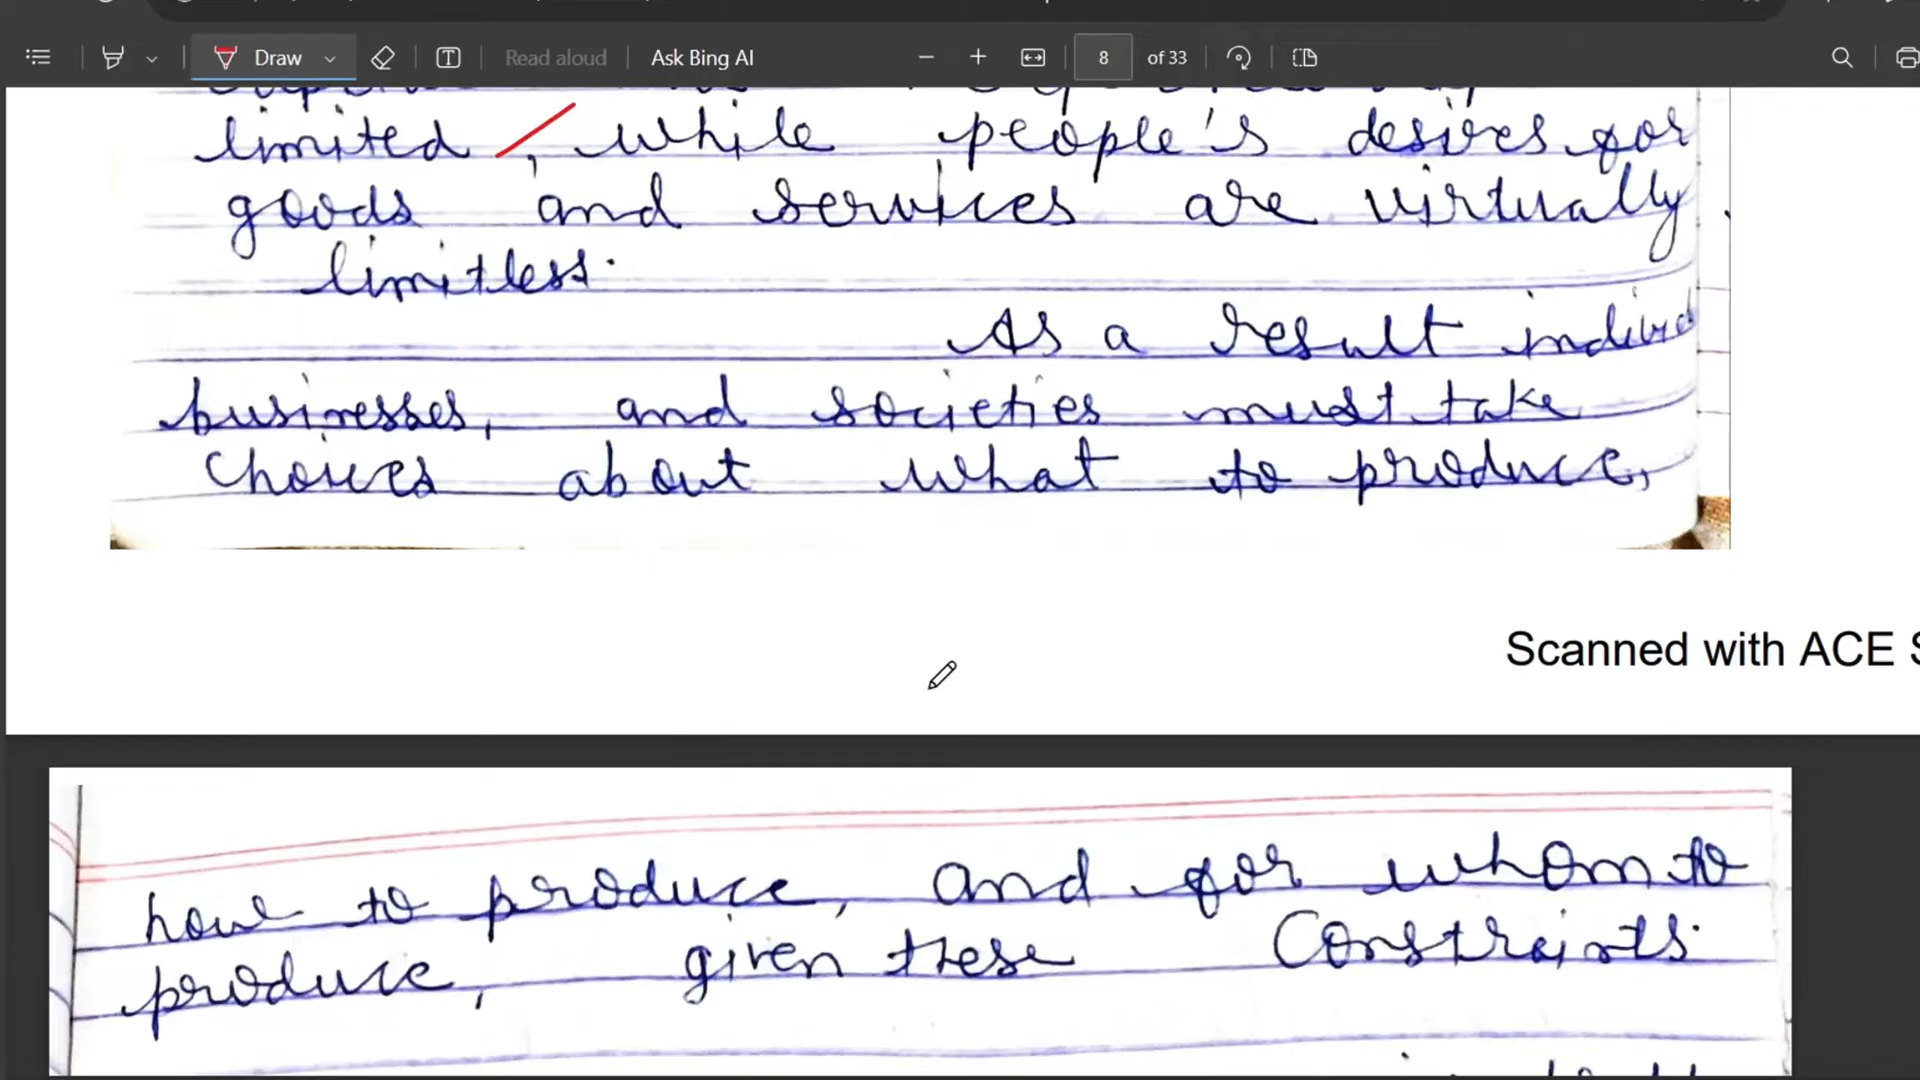 Draw
Read aloud
Ask Bing AI
8 of 33
limited, while people's desires for
goods and services are virtually
limitless.
As a result individ
businesses, and societies must take
choices about what to produce,
Scanned with ACE S
how to produce, and for whom to
produce, given these Constraints.